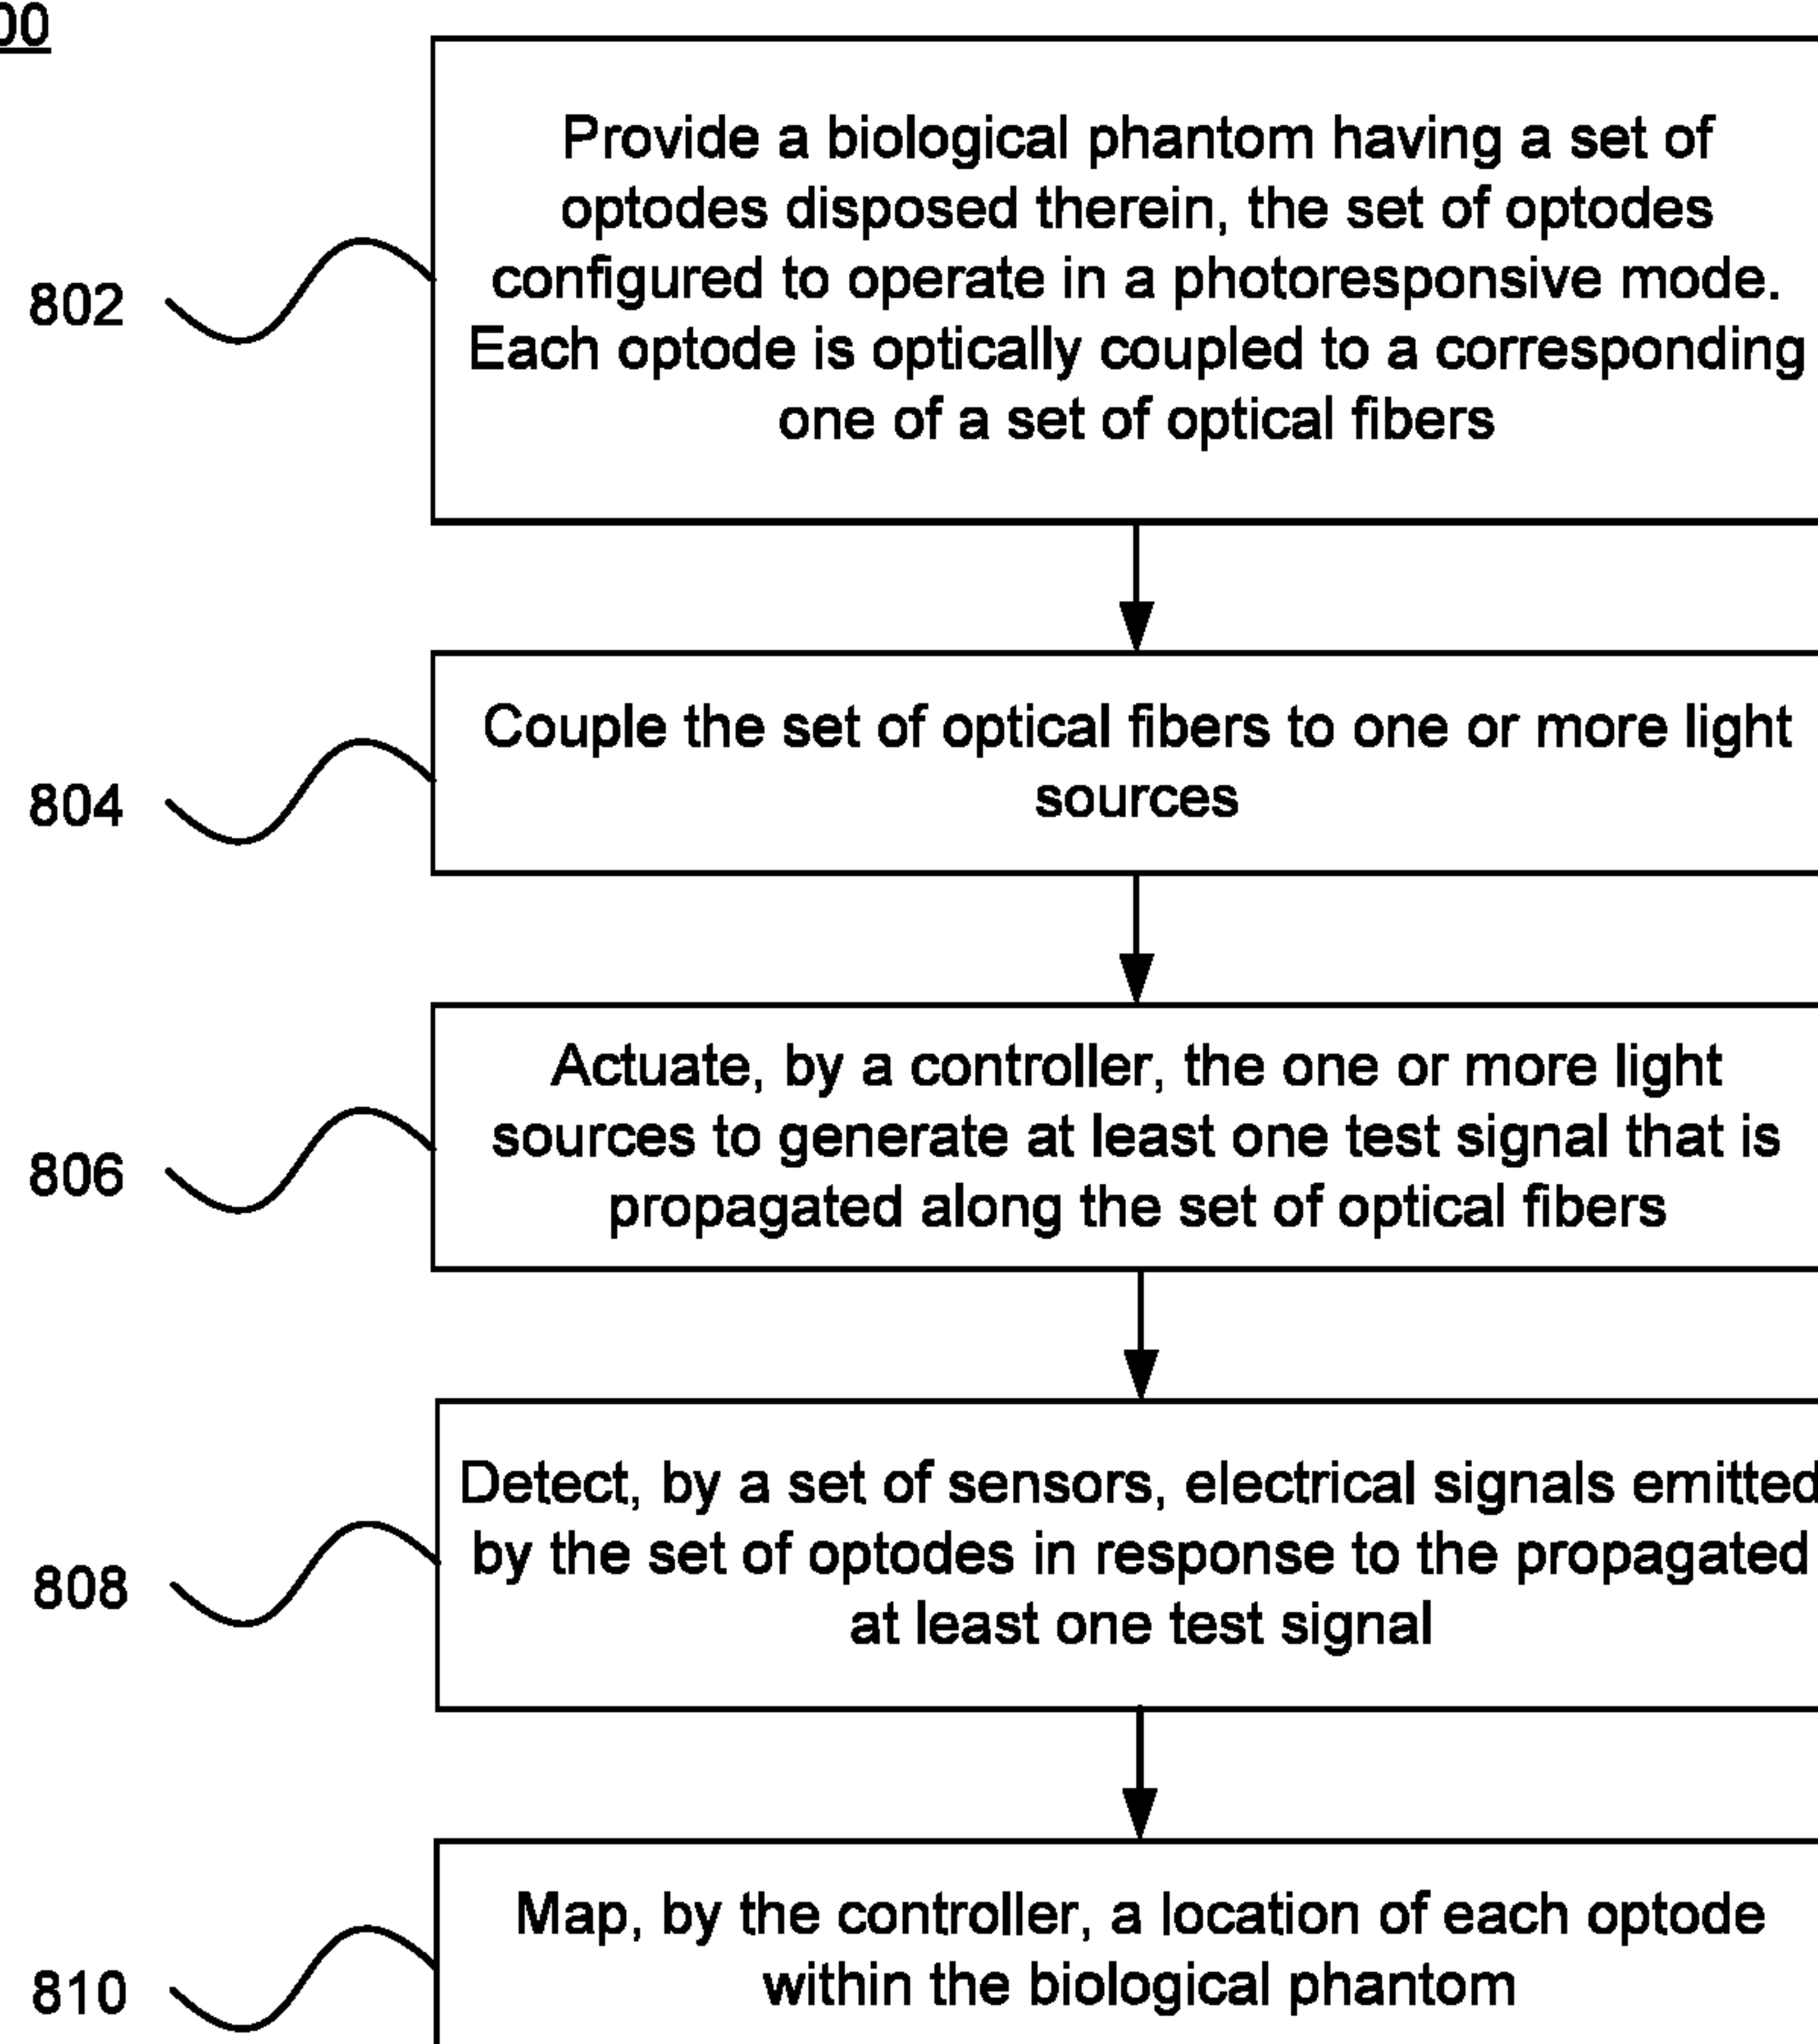 00
Provide a biological phantom having a set of
optodes disposed therein, the set of optodes
configured to operate in a photoresponsive mode.
Each optode is optically coupled to a corresponding
one of a set of optical fibers
802
Couple the set of optical fibers to one or more light
sources
804
Actuate, by a controller, the one or more light
sources to generate at least one test signal that is
propagated along the set of optical fibers
806
Detect, by a set of sensors, electrical signals emitted
by the set of optodes in response to the propagated
at least one test signal
808
Map, by the controller, a location of each optode
within the biological phantom
810